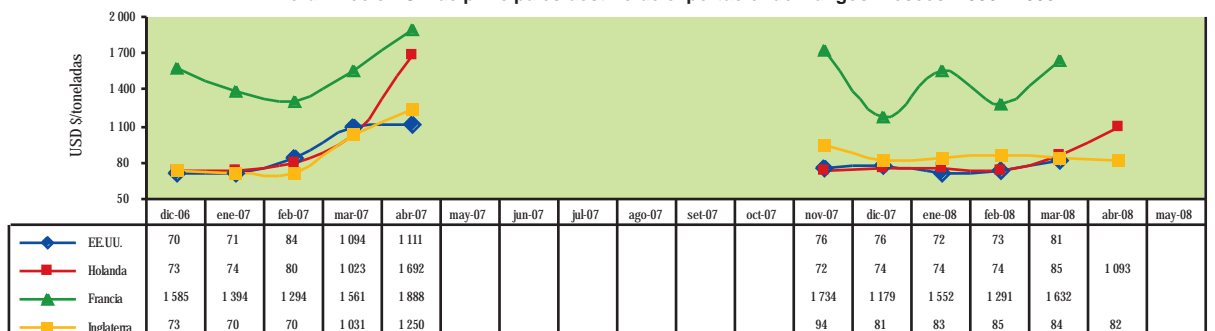 2 000
1 700
1 400
1 100
80
50
USD $/toneladas
dic-06 ene-07 feb-07 mar-07 abr-07 may-07 jun-07 jul-07 ago-07 set-07 oct-07 nov-07 dic-07 ene-08 feb-08 mar-08 abr-08 may-08
EE.UU. 70 71 84 1 094 1 111 76 76 72 73 81
Holanda 73 74 80 1 023 1 692 72 74 74 74 85 1 093
Francia 1 585 1 394 1 294 1 561 1 888 1 734 1 179 1 552 1 291 1 632
Inglaterra 73 70 70 1 031 1 250 94 81 83 85 84 82